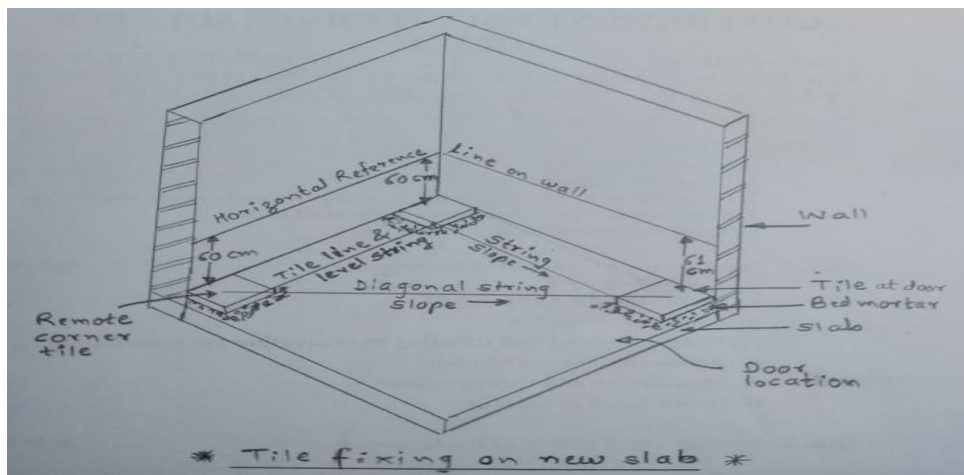 Horizontal Reference
Line on wall
60 cm
60 cm
61
cm
Wall
Tile line &
level string
String
slope
Diagonal string
slope
Tile at door
Bed mortar
slab
Remote
corner
tile
Door
location
* Tile fixing on new slab *